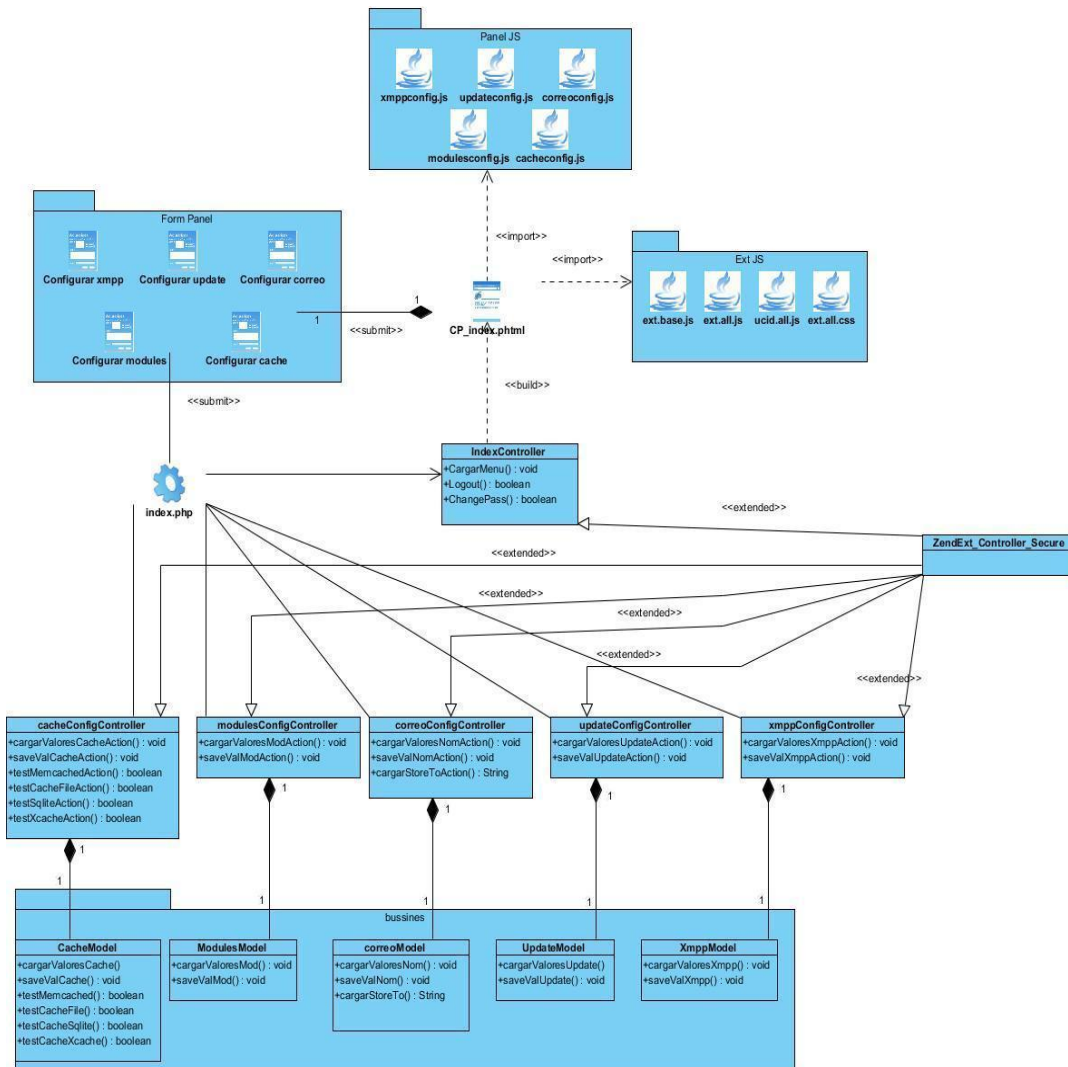 Panel JS
xmppconfig.js updateconfig.js correoconfig.js
modulesconfig.js cacheconfig.js
Form Panel
Configurar xmpp Configurar update Configurar correo
Configurar modules Configurar cache
<<import>>
<<import>>
Ext JS
ext.base.js ext.all.js ucid.all.js ext.all.css
1
1
<<submit>>
CP_index.phtml
<<build>>
<<submit>>
index.php
IndexController
+CargarMenu() : void
+Logout() : boolean
+ChangePass() : boolean
<<extended>>
ZendExt_Controller_Secure
<<extended>>
<<extended>>
<<extended>>
<<extended>>
<<extended>>
cacheConfigController
+cargarValoresCacheAction() : void
+saveValCacheAction() : void
+testMemcachedAction() : boolean
+testCacheFileAction() : boolean
+testSqliteAction() : boolean
+testXcacheAction() : boolean
modulesConfigController
+cargarValoresModAction() : void
+saveValModAction() : void
correoConfigController
+cargarValoresNomAction() : void
+saveValNomAction() : void
+cargarStoreToAction() : String
updateConfigController
+cargarValoresUpdateAction() : void
+saveValUpdateAction() : void
xmppConfigController
+cargarValoresXmppAction() : void
+saveValXmppAction() : void
1
1
1
1
1
1
1
1
1
1
bussines
CacheModel
+cargarValoresCache()
+saveValCache() : void
+testMemcached() : boolean
+testCacheFile() : boolean
+testCacheSqlite() : boolean
+testCacheXcache() : boolean
ModulesModel
+cargarValoresMod() : void
+saveValMod() : void
correoModel
+cargarValoresNom() : void
+saveValNom() : void
+cargarStoreTo() : String
UpdateModel
+cargarValoresUpdate()
+saveValUpdate() : void
XmppModel
+cargarValoresXmpp() : void
+saveValXmpp() : void